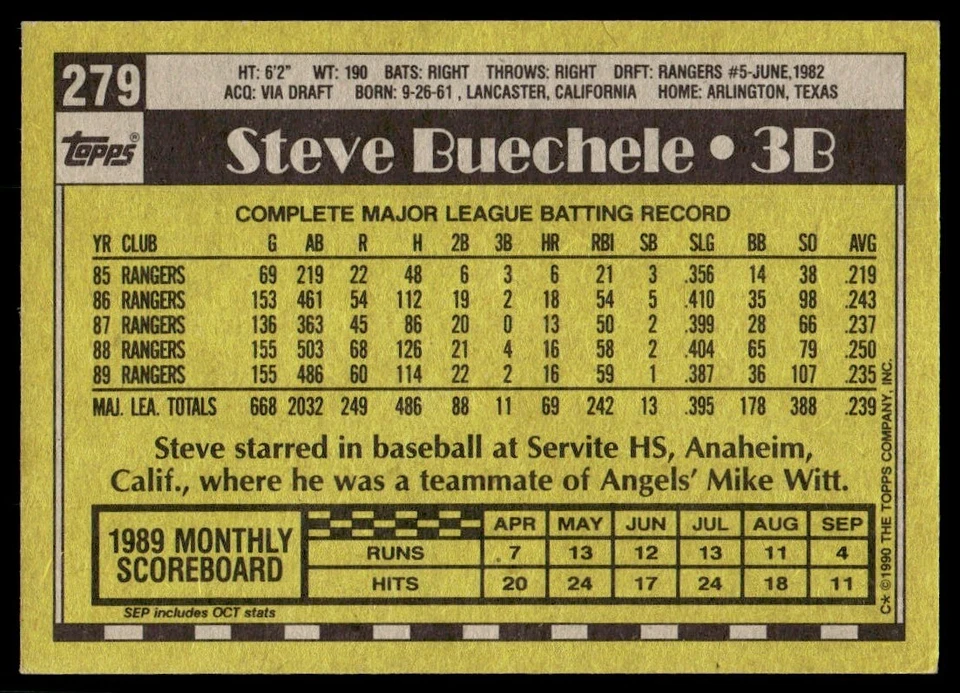 279
HT: 6'2" WT: 190 BATS: RIGHT THROWS: RIGHT DRFT: RANGERS #5-JUNE,1982
ACQ: VIA DRAFT BORN: 9-26-61 , LANCASTER, CALIFORNIA HOME: ARLINGTON, TEXAS
Topps®
Steve Buechele • 3B
COMPLETE MAJOR LEAGUE BATTING RECORD
YR CLUB G AB R H 2B 3B HR RBI SB SLG BB SO AVG
85 RANGERS 69 219 22 48 6 3 6 21 3 .356 14 38 .219
86 RANGERS 153 461 54 112 19 2 18 54 5 .410 35 98 .243
87 RANGERS 136 363 45 86 20 0 13 50 2 .399 28 66 .237
88 RANGERS 155 503 68 126 21 4 16 58 2 .404 65 79 .250
89 RANGERS 155 486 60 114 22 2 16 59 1 .387 36 107 .235
MAJ. LEA. TOTALS 668 2032 249 486 88 11 69 242 13 .395 178 388 .239
Steve starred in baseball at Servite HS, Anaheim,
Calif., where he was a teammate of Angels' Mike Witt.
1989 MONTHLY
SCOREBOARD
APR MAY JUN JUL AUG SEP
RUNS 7 13 12 13 11 4
HITS 20 24 17 24 18 11
SEP includes OCT stats
C* © 1990 THE TOPPS COMPANY, INC.